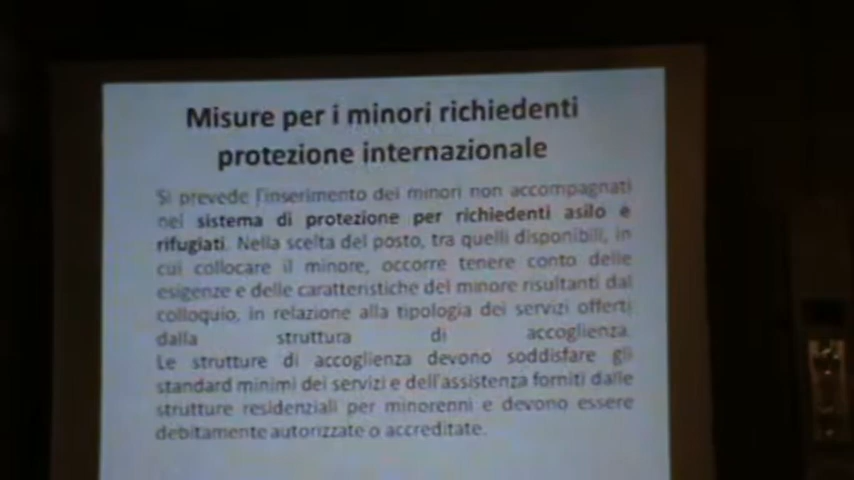 Misure per i minori richiedenti
protezione internazionale
Si prevede l'inserimento dei minori non accompagnati
nel sistema di protezione per richiedenti asilo e
rifugiati. Nella scelta del posto, tra quelli disponibili, in
cui collocare il minore, occorre tenere conto delle
esigenze e delle caratteristiche del minore risultanti dal
colloquio, in relazione alla tipologia dei servizi offerti
dalla struttura di accoglienza.
Le strutture di accoglienza devono soddisfare gli
standard minimi dei servizi e dell'assistenza forniti dalle
strutture residenziali per minorenni e devono essere
debitamente autorizzate o accreditate.